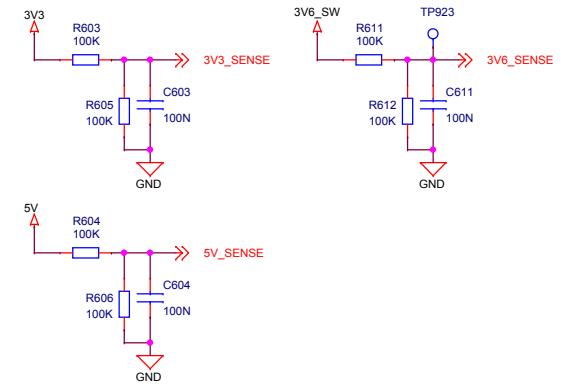 3V3
R603
100K
3V3_SENSE
R605
100K
C603
100N
GND
3V6_SW
TP923
R611
100K
3V6_SENSE
R612
100K
C611
100N
GND
5V
R604
100K
5V_SENSE
R606
100K
C604
100N
GND